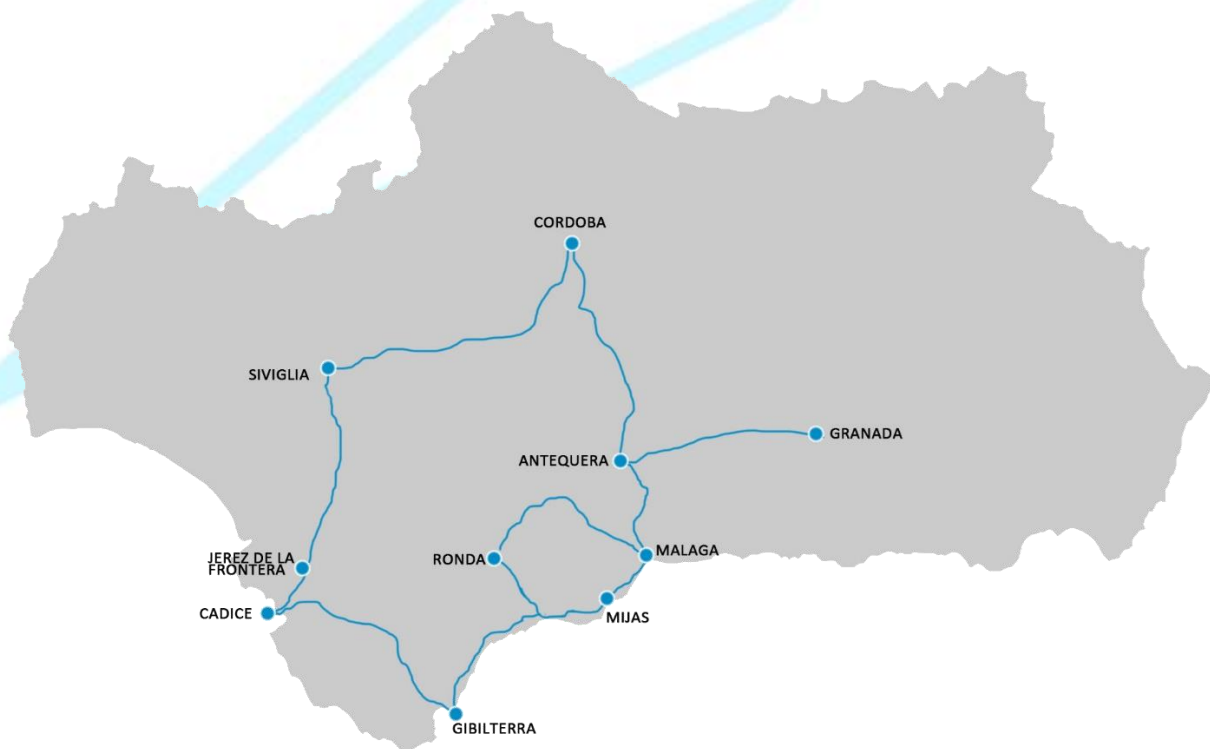 CORDOBA
SIVIGLIA
GRANADA
ANTEQUERA
MALAGA
JEREZ DE LA
FRONTERA
RONDA
CADICE
MIJAS
GIBILTERRA